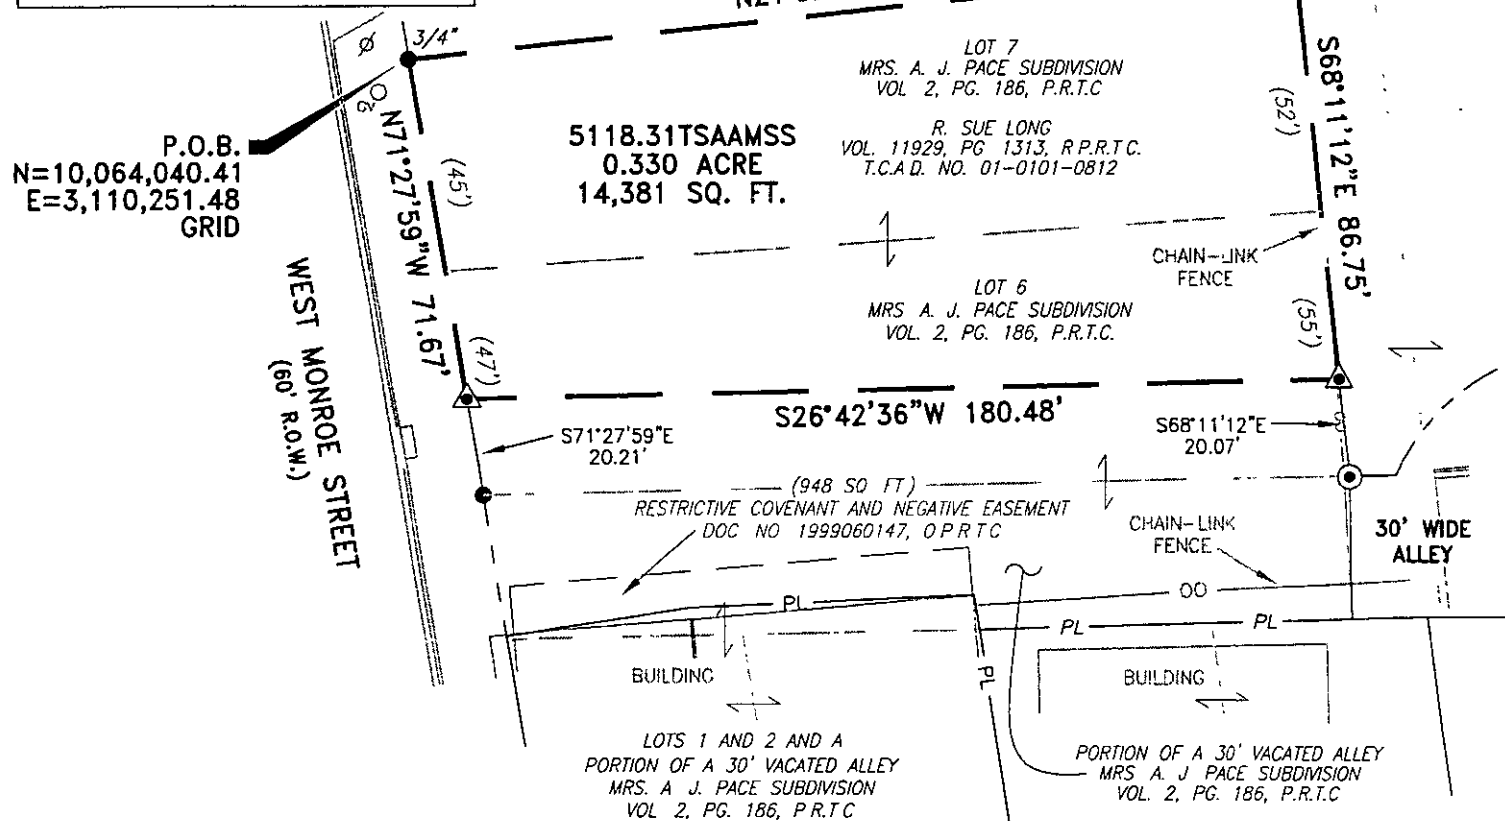 3/4"
P.O.B.
N=10,064,040.41
E=3,110,251.48
GRID
N71°27'59"W 71.67'
(45')
(47')
5118.31TSAAMSS
0.330 ACRE
14,381 SQ. FT.
LOT 7
MRS. A. J. PACE SUBDIVISION
VOL 2, PG. 186, P.R.T.C
R. SUE LONG
VOL. 11929, PG 1313, R P.R.T C.
T.C.A D. NO. 01-0101-0812
S68°11'12"E 86.75'
(52')
(55')
CHAIN-LINK
FENCE
LOT 6
MRS A. J. PACE SUBDIVISION
VOL. 2, PG. 186, P.R.T.C.
WEST MONROE STREET
(60' R.O.W.)
S26°42'36"W 180.48'
S71°27'59"E
20.21'
S68°11'12"E
20.07'
(948 SQ FT)
RESTRICTIVE COVENANT AND NEGATIVE EASEMENT
DOC NO 1999060147, O P R T C
CHAIN-LINK
FENCE
30' WIDE
ALLEY
OO
PL
PL
PL
PL
BUILDING
BUILDING
LOTS 1 AND 2 AND A
PORTION OF A 30' VACATED ALLEY
MRS. A J. PACE SUBDIVISION
VOL 2, PG. 186, P R.T C
PORTION OF A 30' VACATED ALLEY
MRS A. J PACE SUBDIVISION
VOL. 2, PG. 186, P.R.T.C